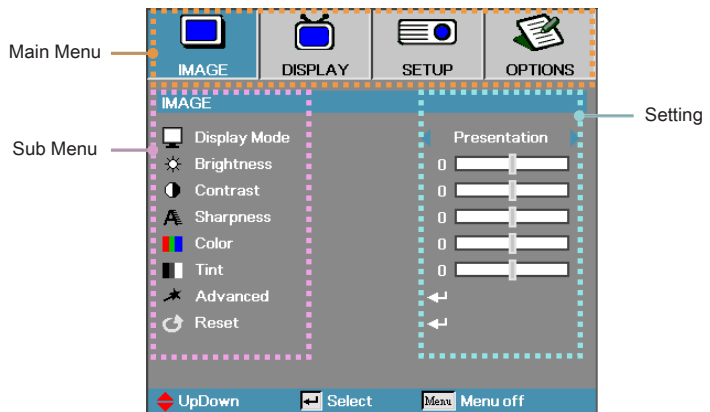 Main Menu
IMAGE DISPLAY SETUP OPTIONS
IMAGE
Setting
Sub Menu
Display Mode Presentation
Brightness 0
Contrast 0
Sharpness 0
Color 0
Tint 0
Advanced
Reset
UpDown Select Menu Menu off